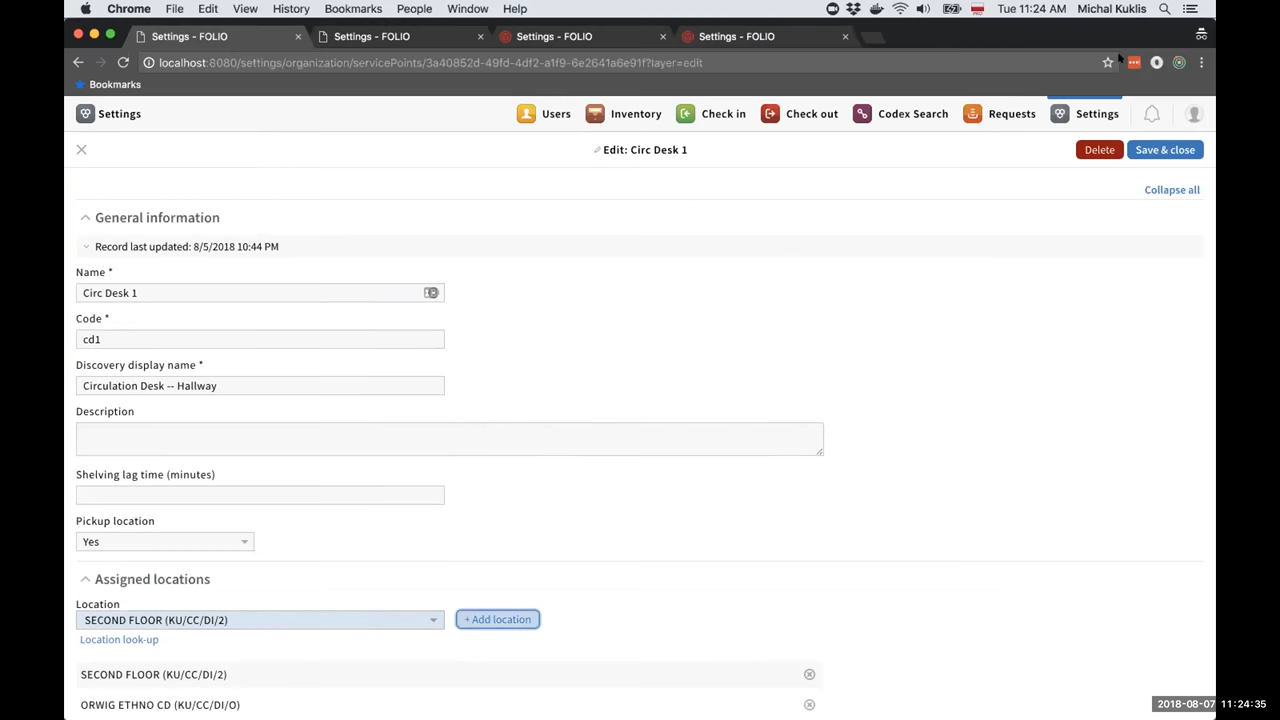 Chrome File Edit View History Bookmarks People Window Help Tue 11:24 AM Michal Kuklis
Settings - FOLIO Settings - FOLIO Settings - FOLIO Settings - FOLIO
localhost:8080/settings/organization/servicePoints/3a40852d-49fd-4df2-a1f9-6e2641a6e91f?layer=edit
Bookmarks
Settings Users Inventory Check in Check out Codex Search Requests Settings
Edit: Circ Desk 1 Delete Save & close
Collapse all
General information
Record last updated: 8/5/2018 10:44 PM
Name *
Circ Desk 1
Code *
cd1
Discovery display name *
Circulation Desk -- Hallway
Description
Shelving lag time (minutes)
Pickup location
Yes
Assigned locations
Location
SECOND FLOOR (KU/CC/DI/2) + Add location
Location look-up
SECOND FLOOR (KU/CC/DI/2)
ORWIG ETHNO CD (KU/CC/DI/O)
2018-08-07 11:24:35